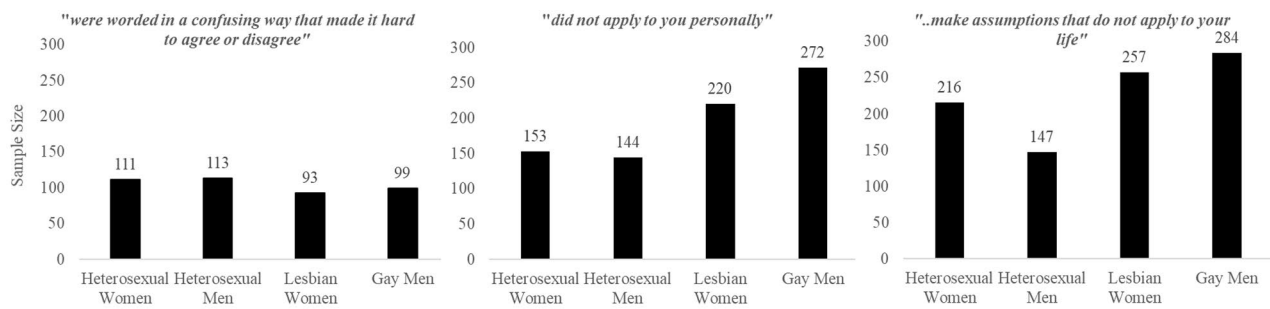 "were worded in a confusing way that made it hard
to agree or disagree"
Sample Size
300
250
200
150
100
50
0
111
113
93
99
Heterosexual
Women
Heterosexual
Men
Lesbian
Women
Gay Men
"did not apply to you personally"
300
250
200
150
100
50
0
153
144
220
272
Heterosexual
Women
Heterosexual
Men
Lesbian
Women
Gay Men
"..make assumptions that do not apply to your
life"
300
250
200
150
100
50
0
216
147
257
284
Heterosexual
Women
Heterosexual
Men
Lesbian
Women
Gay Men